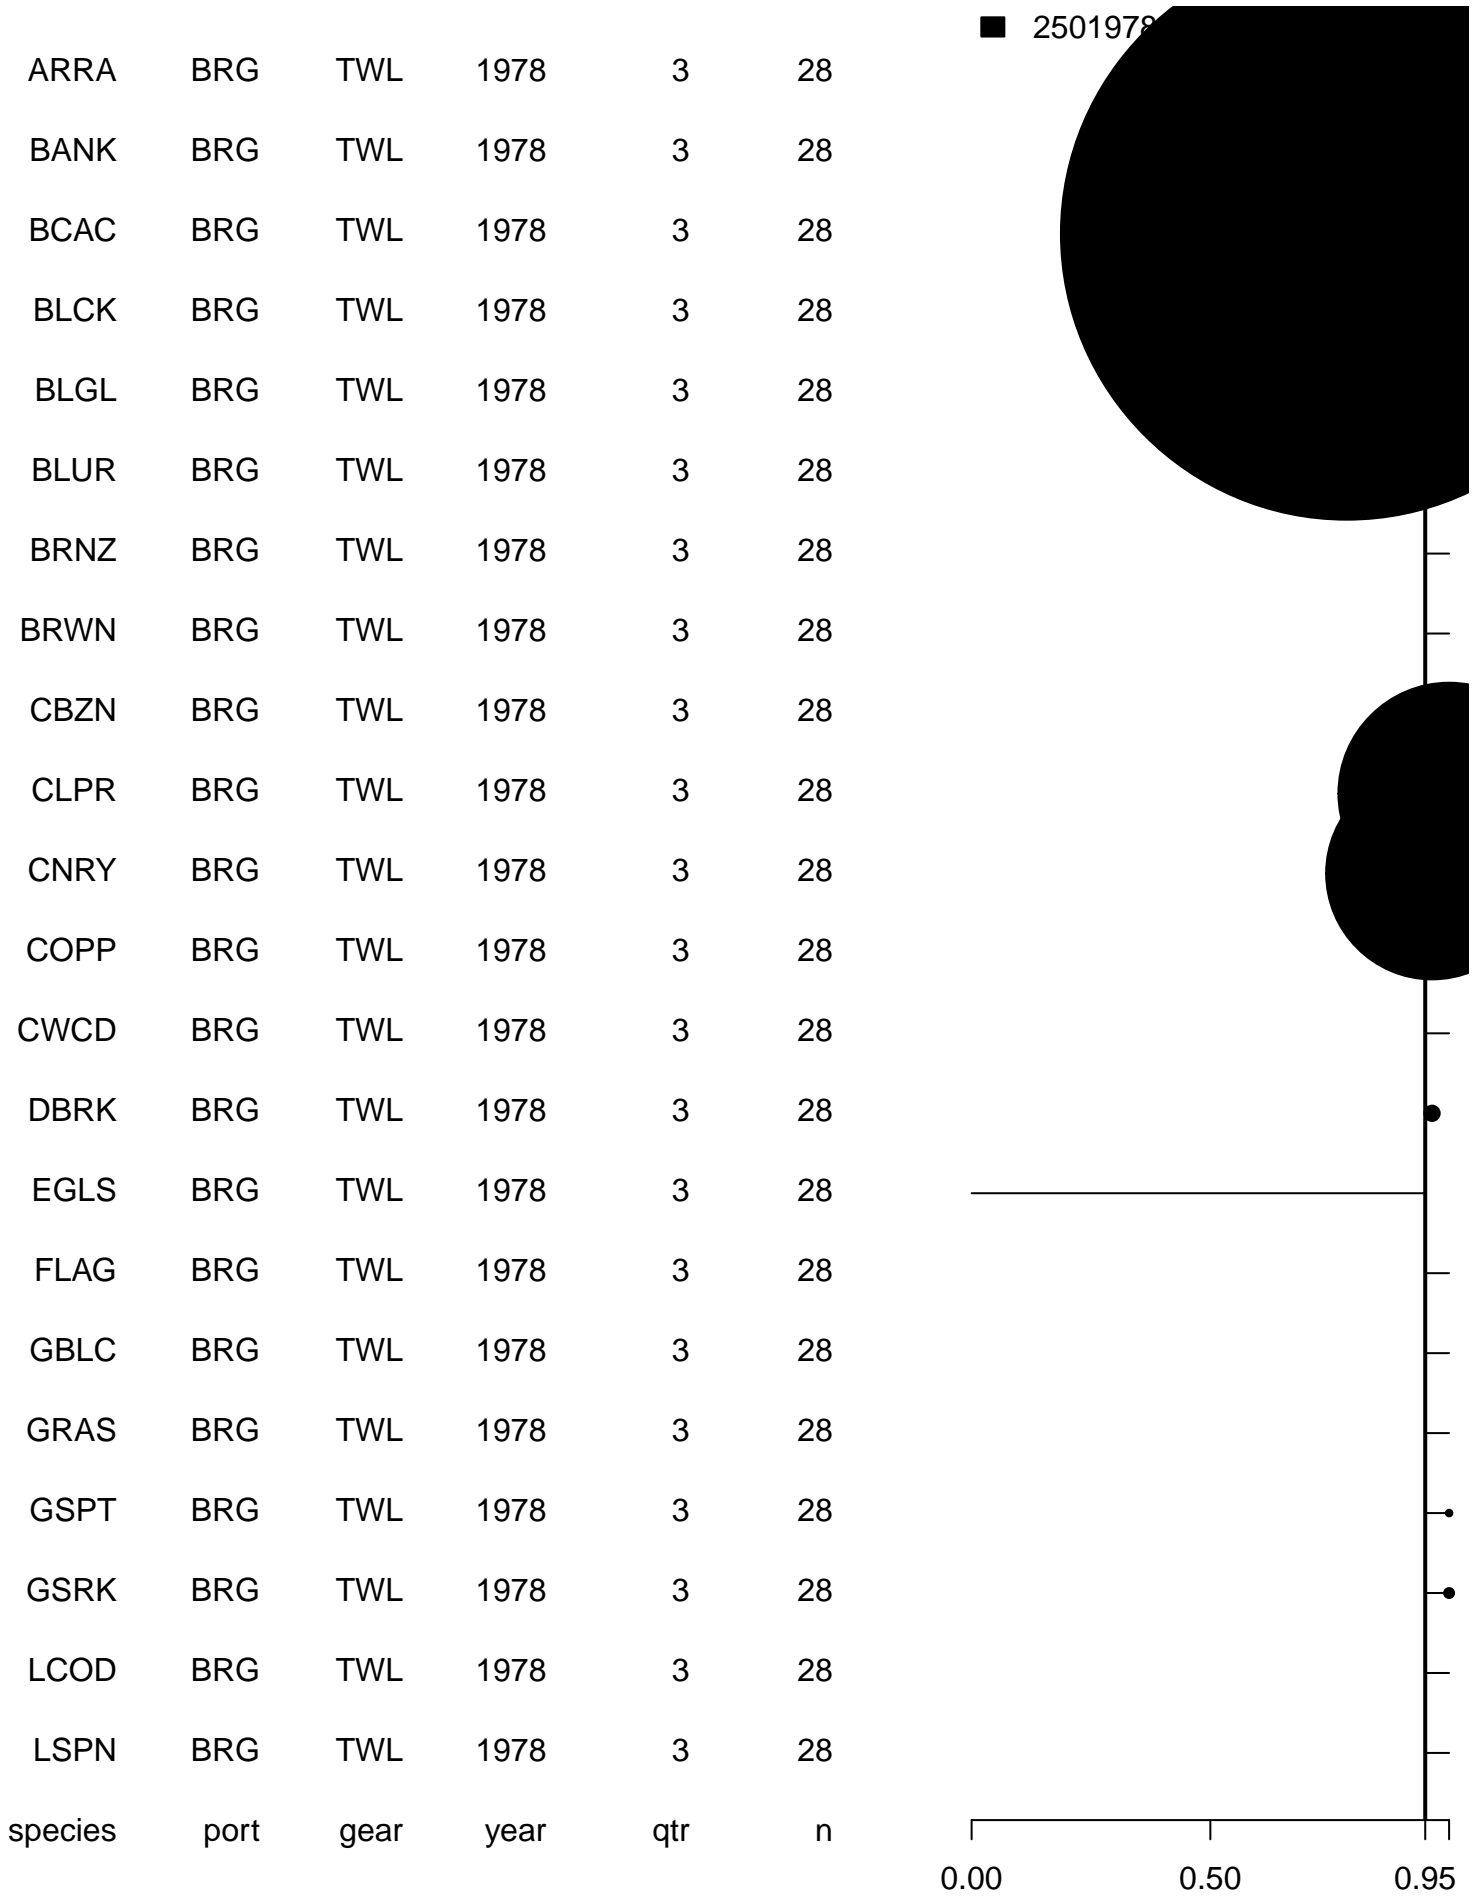 2501978
ARRA BRG TWL 1978 3 28
BANK BRG TWL 1978 3 28
BCAC BRG TWL 1978 3 28
BLCK BRG TWL 1978 3 28
BLGL BRG TWL 1978 3 28
BLUR BRG TWL 1978 3 28
BRNZ BRG TWL 1978 3 28
BRWN BRG TWL 1978 3 28
CBZN BRG TWL 1978 3 28
CLPR BRG TWL 1978 3 28
CNRY BRG TWL 1978 3 28
COPP BRG TWL 1978 3 28
CWCD BRG TWL 1978 3 28
DBRK BRG TWL 1978 3 28
EGLS BRG TWL 1978 3 28
FLAG BRG TWL 1978 3 28
GBLC BRG TWL 1978 3 28
GRAS BRG TWL 1978 3 28
GSPT BRG TWL 1978 3 28
GSRK BRG TWL 1978 3 28
LCOD BRG TWL 1978 3 28
LSPN BRG TWL 1978 3 28
species port gear year qtr n
0.00 0.50 0.95